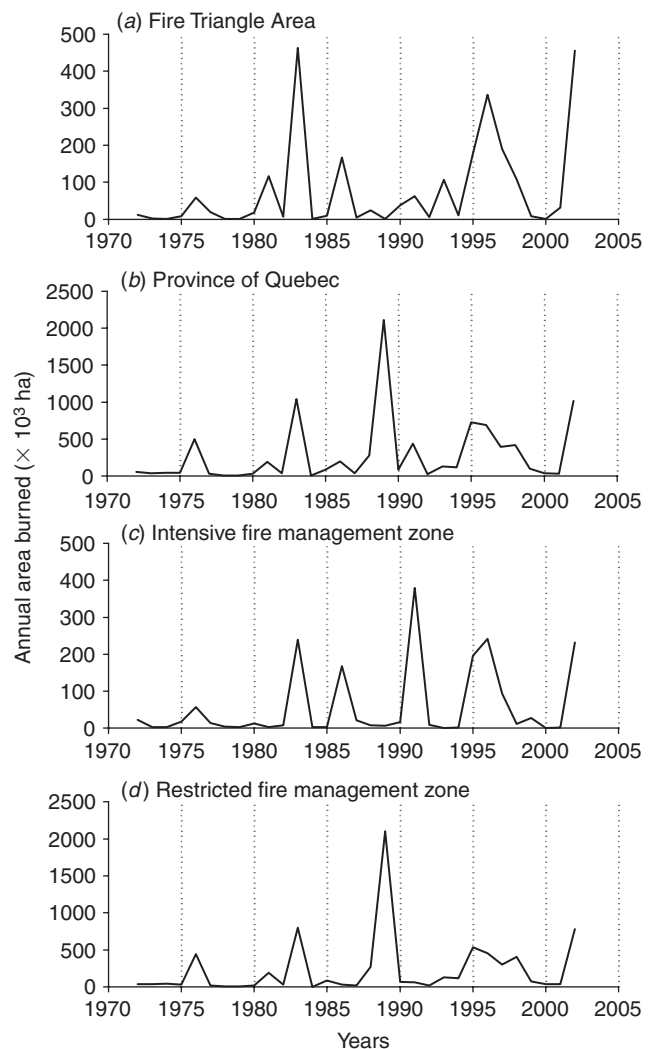 (a) Fire Triangle Area
500
400
300
200
100
0
1970 1975 1980 1985 1990 1995 2000 2005
(b) Province of Quebec
2500
2000
1500
1000
500
0
1970 1975 1980 1985 1990 1995 2000 2005
Annual area burned (× 10³ ha)
(c) Intensive fire management zone
500
400
300
200
100
0
1970 1975 1980 1985 1990 1995 2000 2005
(d) Restricted fire management zone
2500
2000
1500
1000
500
0
1970 1975 1980 1985 1990 1995 2000 2005
Years